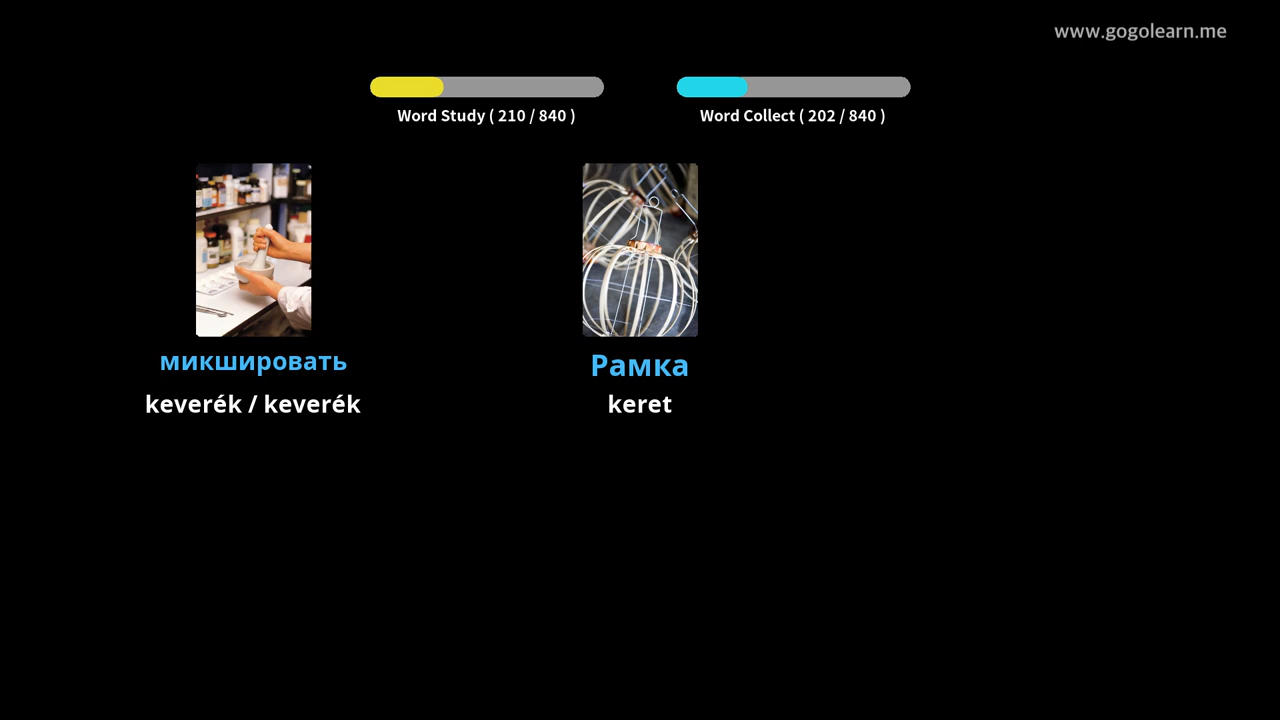 www.gogolearn.me
Word Study ( 210 / 840 )
Word Collect ( 202 / 840 )
микшировать
keverék / keverék
Рамка
keret